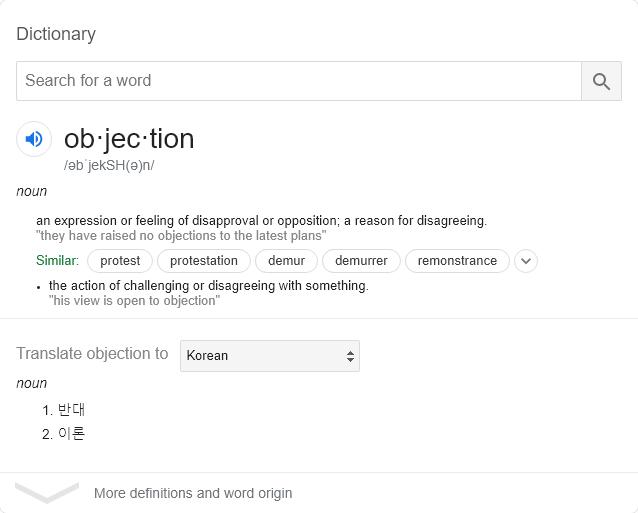 Dictionary
Search for a word
ob·jec·tion
/əbˈjekSH(ə)n/
noun
an expression or feeling of disapproval or opposition; a reason for disagreeing.
"they have raised no objections to the latest plans"
Similar: protest protestation demur demurrer remonstrance
• the action of challenging or disagreeing with something.
"his view is open to objection"
Translate objection to Korean
noun
1. 반대
2. 이론
More definitions and word origin